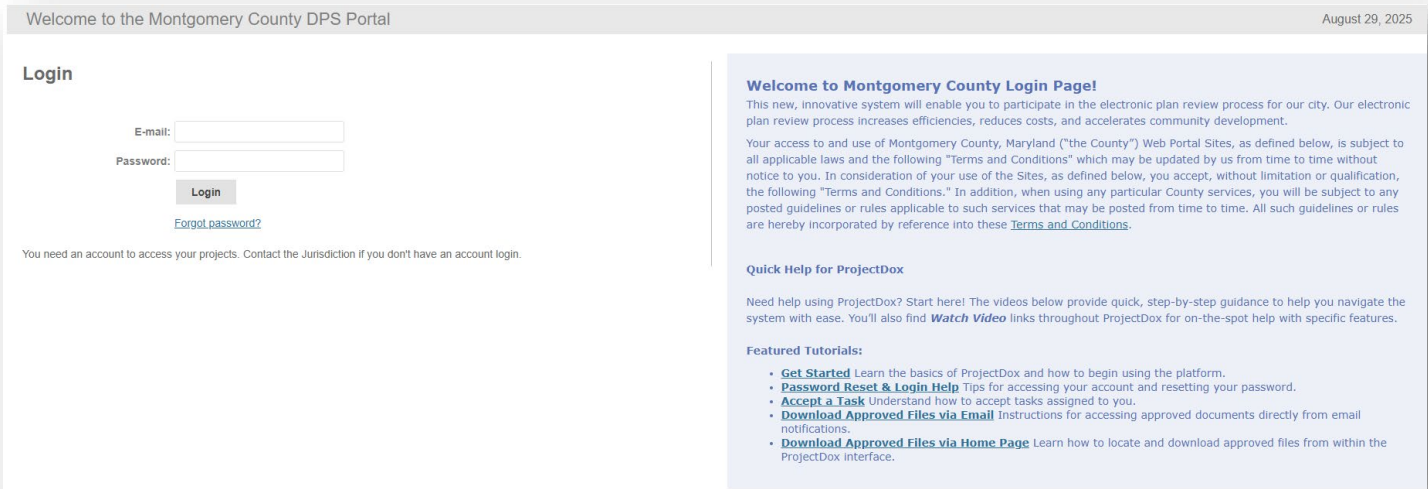 Welcome to the Montgomery County DPS Portal
August 29, 2025
Login
E-mail:
Password:
Login
Forgot password?
You need an account to access your projects. Contact the Jurisdiction if you don't have an account login.
Welcome to Montgomery County Login Page!
This new, innovative system will enable you to participate in the electronic plan review process for our city. Our electronic
plan review process increases efficiencies, reduces costs, and accelerates community development.
Your access to and use of Montgomery County, Maryland (“the County”) Web Portal Sites, as defined below, is subject to
all applicable laws and the following "Terms and Conditions" which may be updated by us from time to time without
notice to you. In consideration of your use of the Sites, as defined below, you accept, without limitation or qualification,
the following "Terms and Conditions." In addition, when using any particular County services, you will be subject to any
posted guidelines or rules applicable to such services that may be posted from time to time. All such guidelines or rules
are hereby incorporated by reference into these Terms and Conditions.
Quick Help for ProjectDox
Need help using ProjectDox? Start here! The videos below provide quick, step-by-step guidance to help you navigate the
system with ease. You’ll also find Watch Video links throughout ProjectDox for on-the-spot help with specific features.
Featured Tutorials:
• Get Started Learn the basics of ProjectDox and how to begin using the platform.
• Password Reset & Login Help Tips for accessing your account and resetting your password.
• Accept a Task Understand how to accept tasks assigned to you.
• Download Approved Files via Email Instructions for accessing approved documents directly from email
notifications.
• Download Approved Files via Home Page Learn how to locate and download approved files from within the
ProjectDox interface.